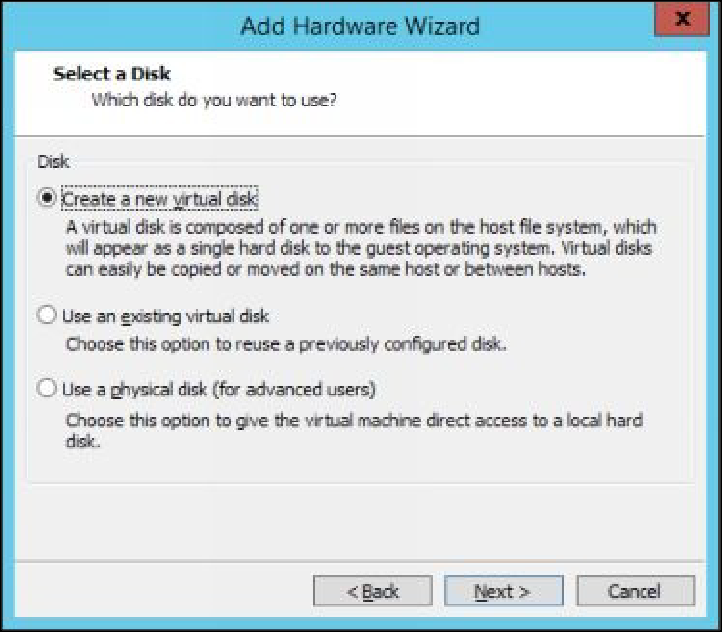 Add Hardware Wizard
X
Select a Disk
Which disk do you want to use?
Disk
Create a new virtual disk
A virtual disk is composed of one or more files on the host file system, which
will appear as a single hard disk to the guest operating system. Virtual disks
can easily be copied or moved on the same host or between hosts.
Use an existing virtual disk
Choose this option to reuse a previously configured disk.
Use a physical disk (for advanced users)
Choose this option to give the virtual machine direct access to a local hard
disk.
< Back
Next >
Cancel